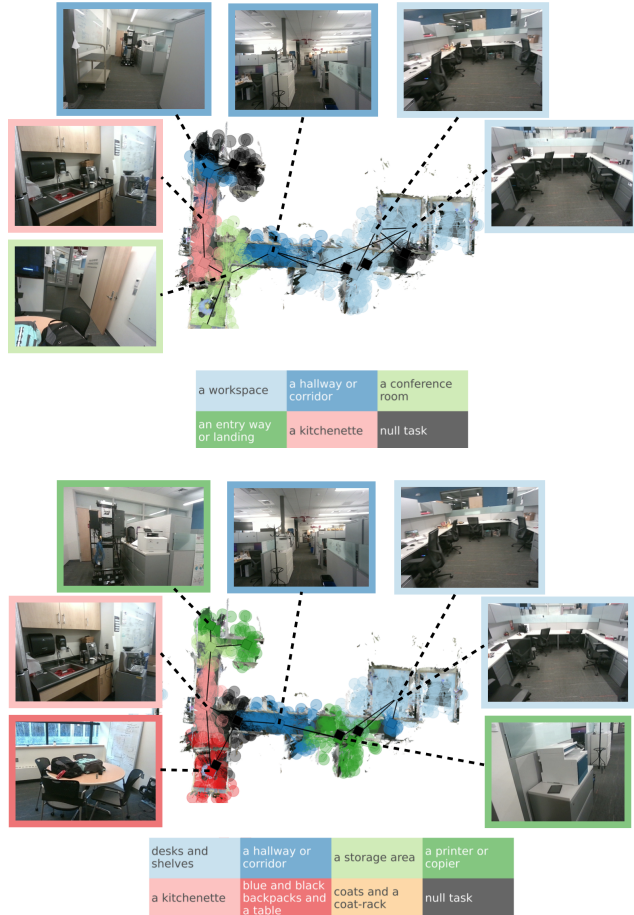 a workspace
a hallway or
corridor
a conference
room
an entry way
or landing
a kitchenette
null task
desks and
shelves
a hallway or
corridor
a storage area
a printer or
copier
a kitchenette
blue and black
backpacks and
a table
coats and a
coat-rack
null task